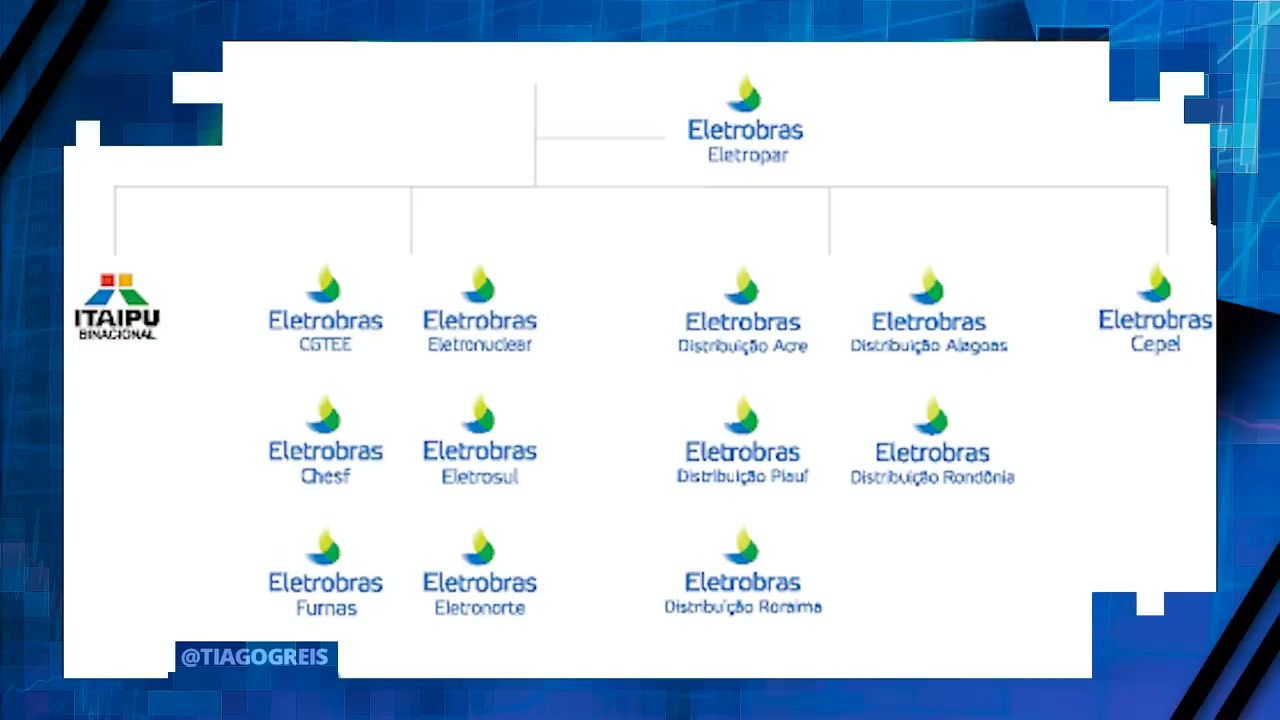 Eletrobras
Eletropar
ITAIPU
BINACIONAL
Eletrobras
CGTEE
Eletrobras
Eletronuclear
Eletrobras
Distribuição Acre
Eletrobras
Distribuição Alagoas
Eletrobras
Cepel
Eletrobras
Chesf
Eletrobras
Eletrosul
Eletrobras
Distribuição Piauí
Eletrobras
Distribuição Rondônia
Eletrobras
Furnas
Eletrobras
Eletronorte
Eletrobras
Distribuição Roraima
@TIAGOGREIS